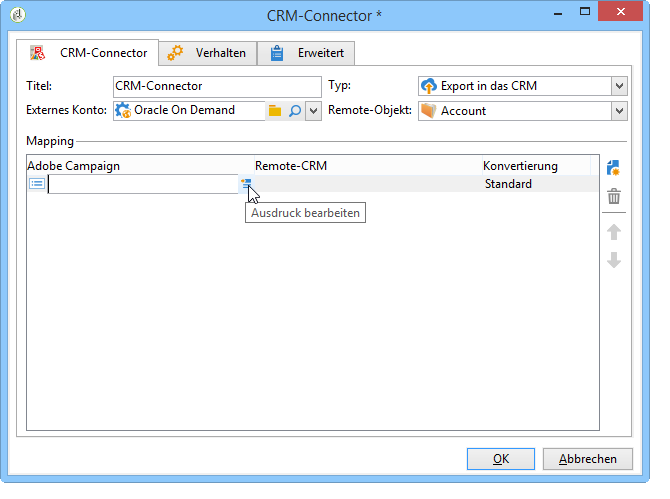 CRM-Connector *
CRM-Connector Verhalten Erweitert
Titel: CRM-Connector Typ: Export in das CRM
Externes Konto: Oracle On Demand Remote-Objekt: Account
Mapping
Adobe Campaign Remote-CRM Konvertierung
Standard
Ausdruck bearbeiten
OK Abbrechen